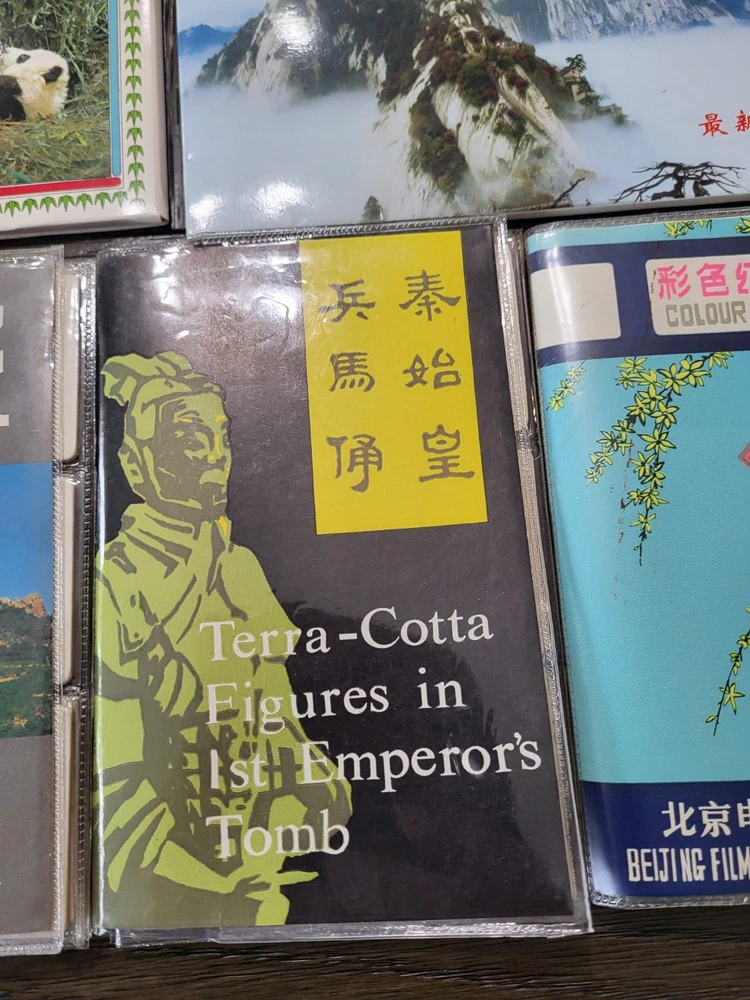 最新
秦始皇
兵馬俑
Terra-Cotta
Figures in
1st Emperor's
Tomb
彩色
COLOUR
北京电
BEIJING FILM